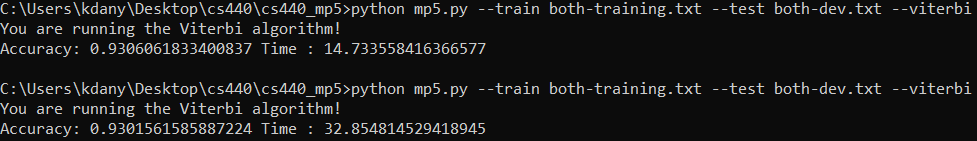 C:\Users\kdany\Desktop\cs440\cs440_mp5>python mp5.py --train both-training.txt --test both-dev.txt --viterbi
You are running the Viterbi algorithm!
Accuracy: 0.9306061833400837 Time : 14.733558416366577
C:\Users\kdany\Desktop\cs440\cs440_mp5>python mp5.py --train both-training.txt --test both-dev.txt --viterbi
You are running the Viterbi algorithm!
Accuracy: 0.9301561585887224 Time : 32.854814529418945